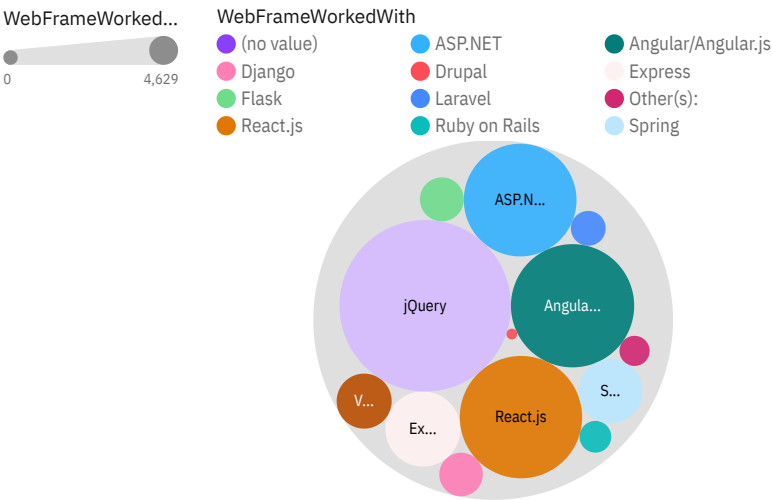 WebFrameWorked...
0 4,629
WebFrameWorkedWith
(no value) ASP.NET Angular/Angular.js
Django Drupal Express
Flask Laravel Other(s):
React.js Ruby on Rails Spring
ASP.N...
jQuery Angula...
S...
V...
React.js
Ex...